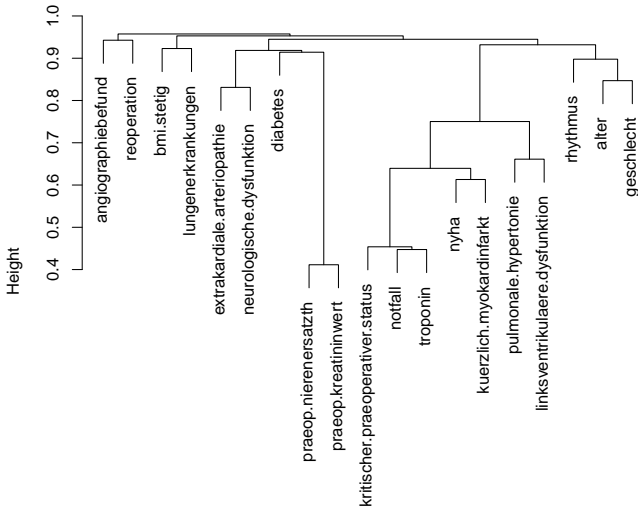 Height
1.0
0.9
0.8
0.7
0.6
0.5
0.4
angiographiebefund
reoperation
bmi.stetig
lungenerkrankungen
extrakardiale.arteriopathie
neurologische.dysfunktion
diabetes
praeop.nierenersatzth
praeop.kreatininwert
kritischer.praeoperativer.status
notfall
troponin
nyha
kuerzlich.myokardinfarkt
pulmonale.hypertonie
linksventrikulaere.dysfunktion
rhythmus
alter
geschlecht